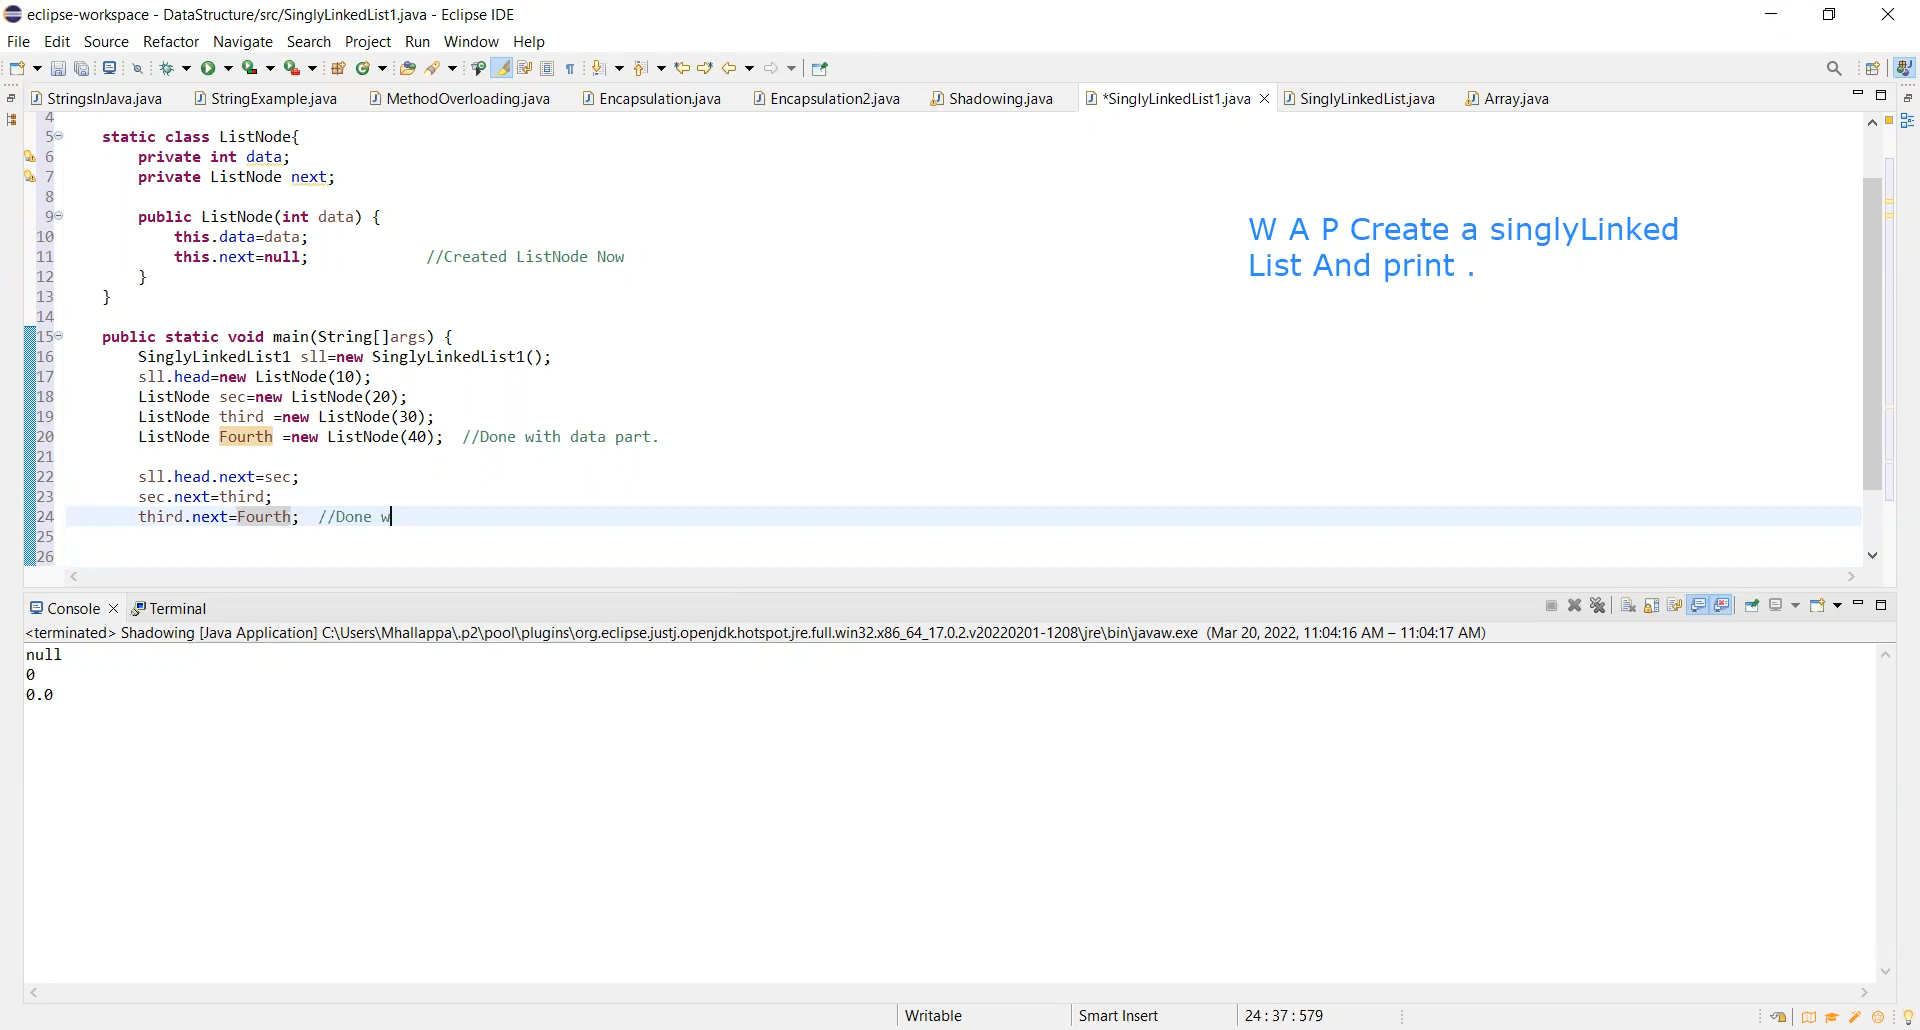 eclipse-workspace - DataStructure/src/SinglyLinkedList1.java - Eclipse IDE
File Edit Source Refactor Navigate Search Project Run Window Help
StringsInJava.java StringExample.java MethodOverloading.java Encapsulation.java Encapsulation2.java Shadowing.java *SinglyLinkedList1.java SinglyLinkedList.java Array.java
4
5 static class ListNode{
6 private int data;
7 private ListNode next;
8
9 public ListNode(int data) {
10 this.data=data;
11 this.next=null; //Created ListNode Now
12 }
13 }
14
15 public static void main(String[]args) {
16 SinglyLinkedList1 sll=new SinglyLinkedList1();
17 sll.head=new ListNode(10);
18 ListNode sec=new ListNode(20);
19 ListNode third =new ListNode(30);
20 ListNode Fourth =new ListNode(40); //Done with data part.
21
22 sll.head.next=sec;
23 sec.next=third;
24 third.next=Fourth; //Done w
25
26
W A P Create a singlyLinked
List And print .
Console Terminal
<terminated> Shadowing [Java Application] C:\Users\Mhallappa\.p2\pool\plugins\org.eclipse.justj.openjdk.hotspot.jre.full.win32.x86_64_17.0.2.v20220201-1208\jre\bin\javaw.exe (Mar 20, 2022, 11:04:16 AM – 11:04:17 AM)
null
0
0.0
Writable Smart Insert 24 : 37 : 579